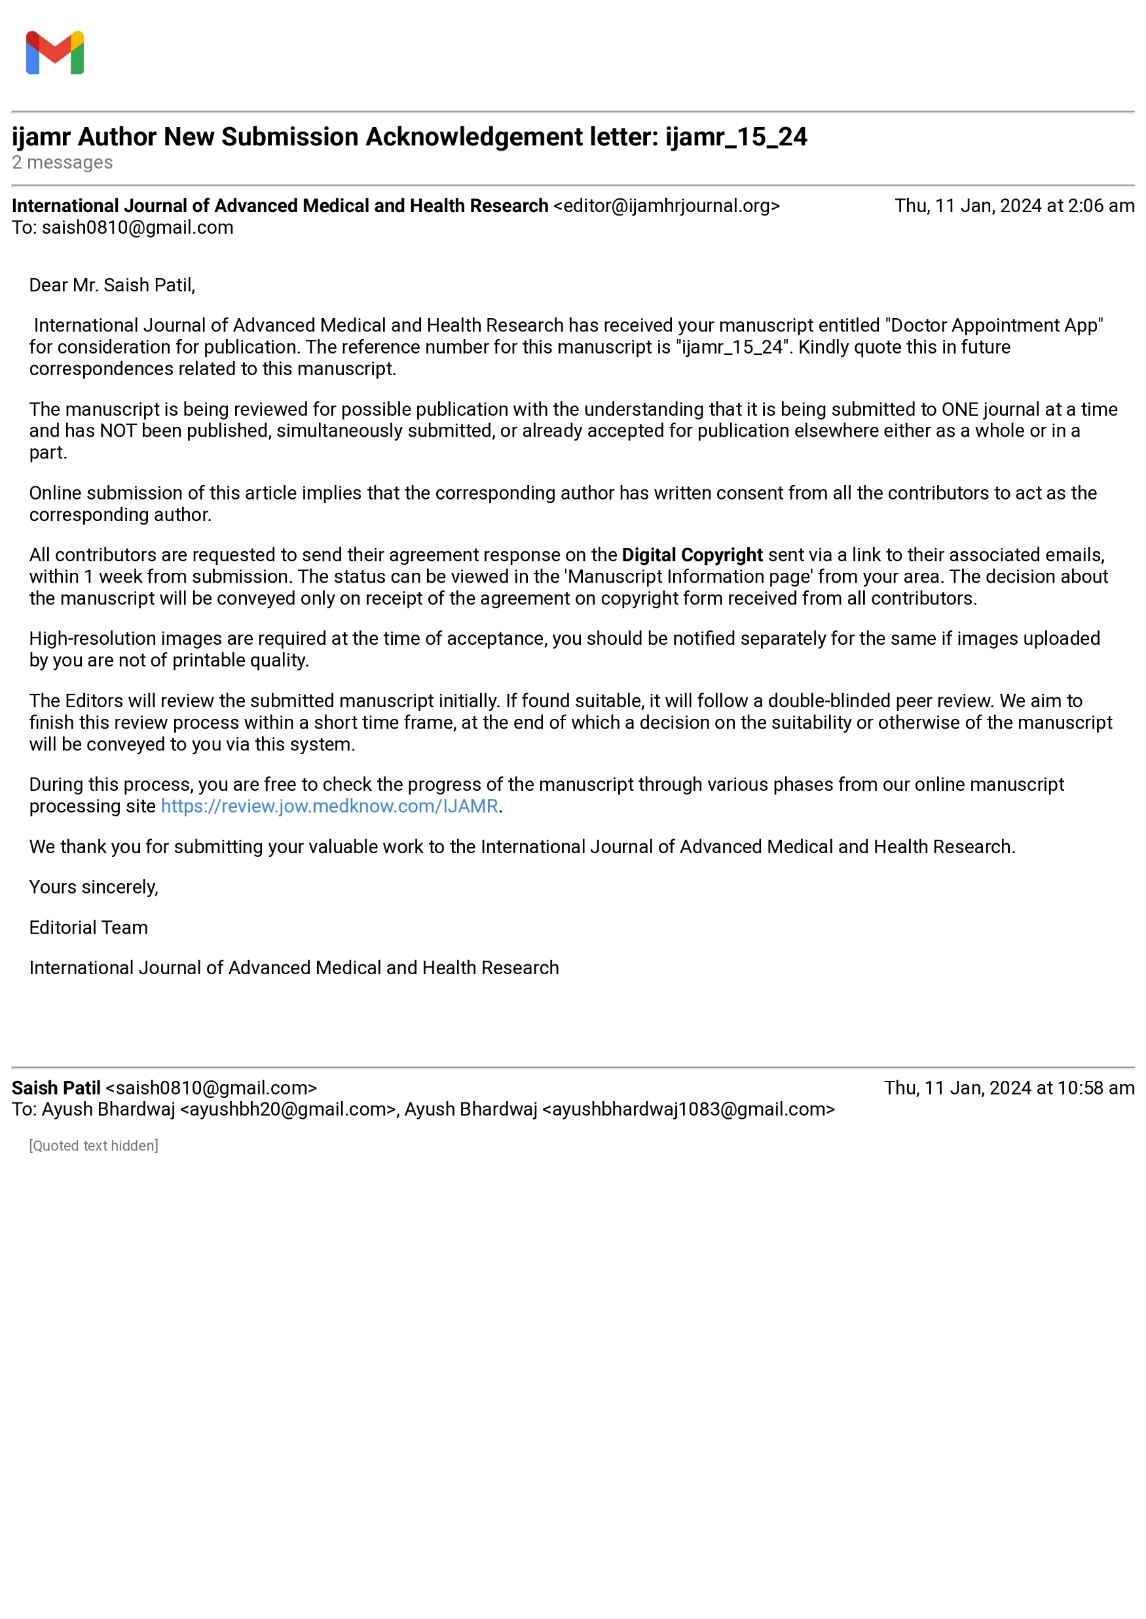 ijamr Author New Submission Acknowledgement letter: ijamr_15_24
2 messages
International Journal of Advanced Medical and Health Research <editor@ijamhrjournal.org> Thu, 11 Jan, 2024 at 2:06 am
To: saish0810@gmail.com
Dear Mr. Saish Patil,
International Journal of Advanced Medical and Health Research has received your manuscript entitled "Doctor Appointment App"
for consideration for publication. The reference number for this manuscript is "ijamr_15_24". Kindly quote this in future
correspondences related to this manuscript.
The manuscript is being reviewed for possible publication with the understanding that it is being submitted to ONE journal at a time
and has NOT been published, simultaneously submitted, or already accepted for publication elsewhere either as a whole or in a
part.
Online submission of this article implies that the corresponding author has written consent from all the contributors to act as the
corresponding author.
All contributors are requested to send their agreement response on the Digital Copyright sent via a link to their associated emails,
within 1 week from submission. The status can be viewed in the 'Manuscript Information page' from your area. The decision about
the manuscript will be conveyed only on receipt of the agreement on copyright form received from all contributors.
High-resolution images are required at the time of acceptance, you should be notified separately for the same if images uploaded
by you are not of printable quality.
The Editors will review the submitted manuscript initially. If found suitable, it will follow a double-blinded peer review. We aim to
finish this review process within a short time frame, at the end of which a decision on the suitability or otherwise of the manuscript
will be conveyed to you via this system.
During this process, you are free to check the progress of the manuscript through various phases from our online manuscript
processing site https://review.jow.medknow.com/IJAMR.
We thank you for submitting your valuable work to the International Journal of Advanced Medical and Health Research.
Yours sincerely,
Editorial Team
International Journal of Advanced Medical and Health Research
Saish Patil <saish0810@gmail.com> Thu, 11 Jan, 2024 at 10:58 am
To: Ayush Bhardwaj <ayushbh20@gmail.com>, Ayush Bhardwaj <ayushbhardwaj1083@gmail.com>
[Quoted text hidden]